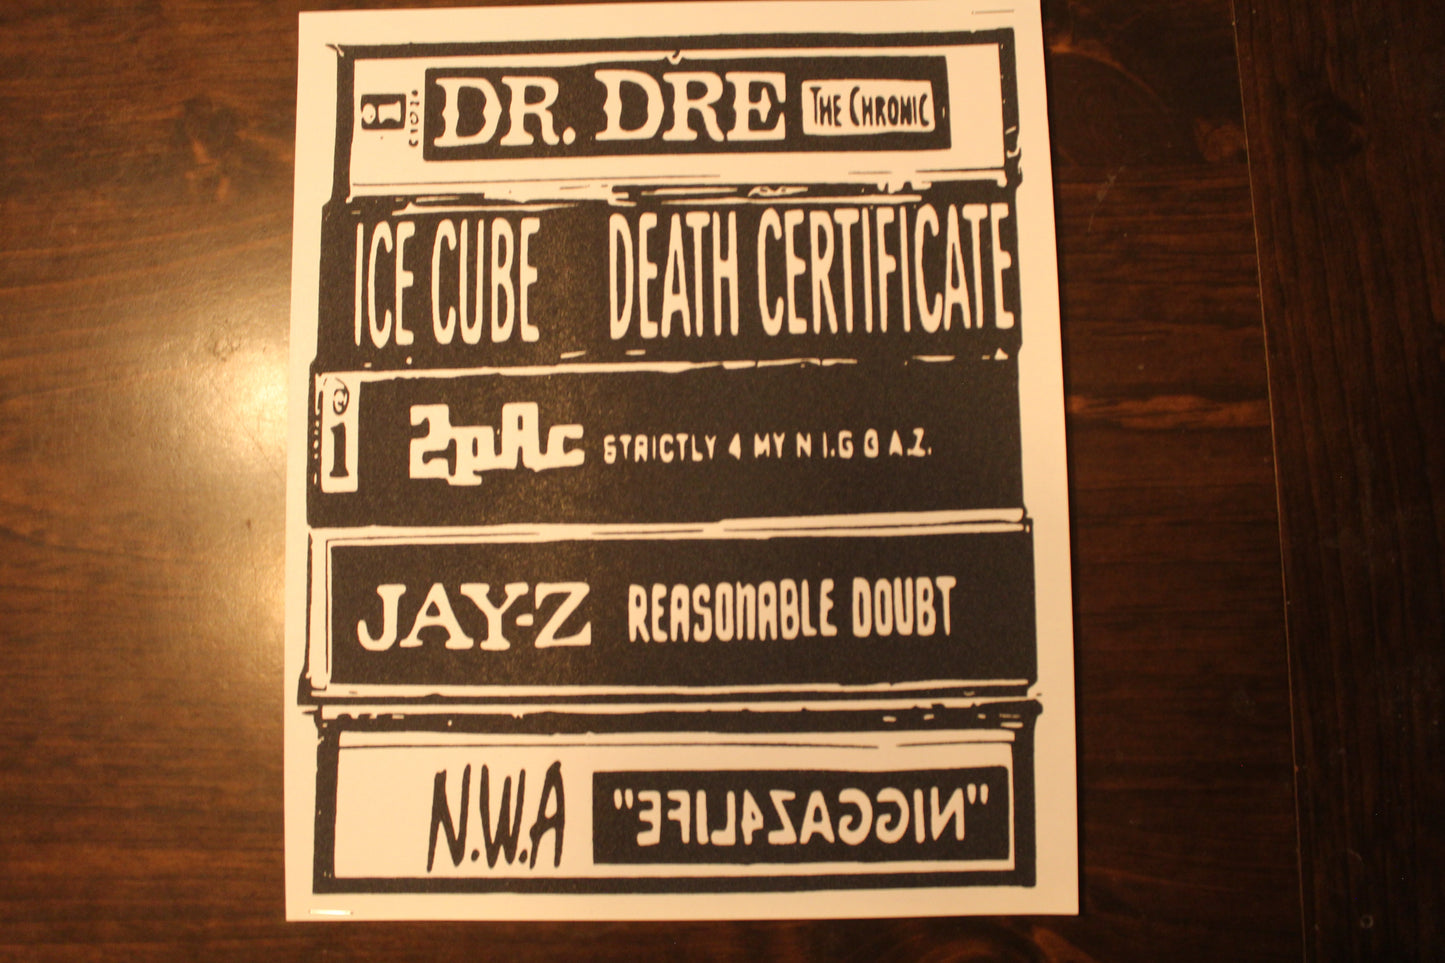 DR. DRE THE CHRONIC
ICE CUBE DEATH CERTIFICATE
2PAC STRICTLY 4 MY N.I.G.G.A.Z.
JAY-Z REASONABLE DOUBT
N.W.A "NIGGAZ4LIFE"